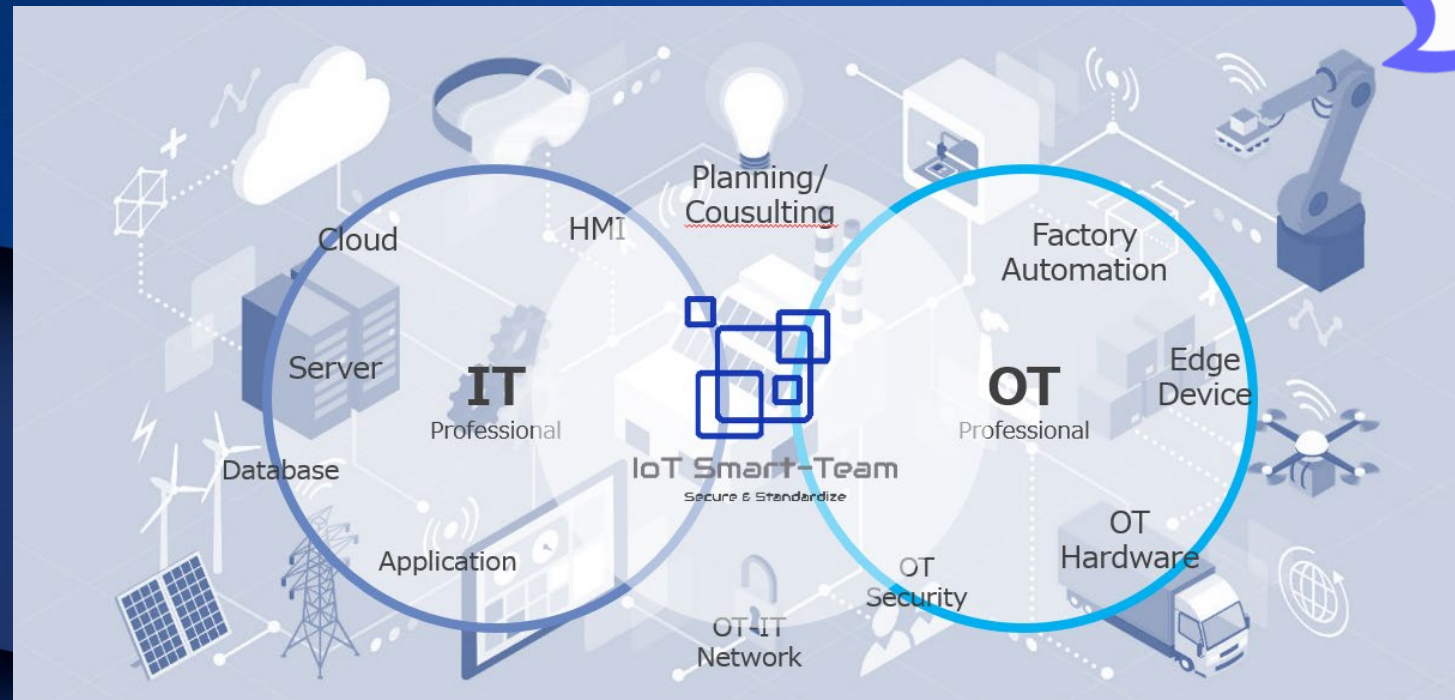 Planning/
Cousulting
HMI
Cloud
Factory
Automation
Server
IT
Professional
OT
Professional
Edge
Device
IoT Smart-Team
Secure & Standardize
Database
Application
OT
Hardware
OT
Security
OT-IT
Network